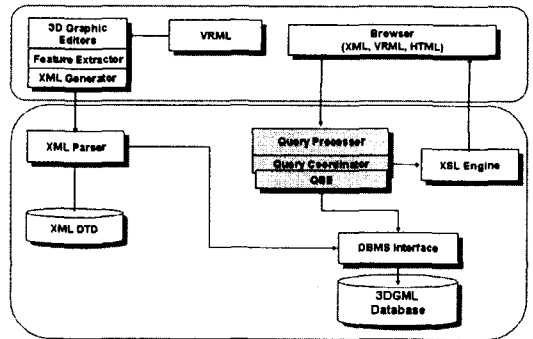 3D Graphic
Editors
Feature Extractor
XML Generator
VRML
Browser
(XML, VRML, HTML)
XML Parser
XML DTD
Query Processer
Query Coordinator
QBE
XSL Engine
DBMS Interface
3DGML
Database